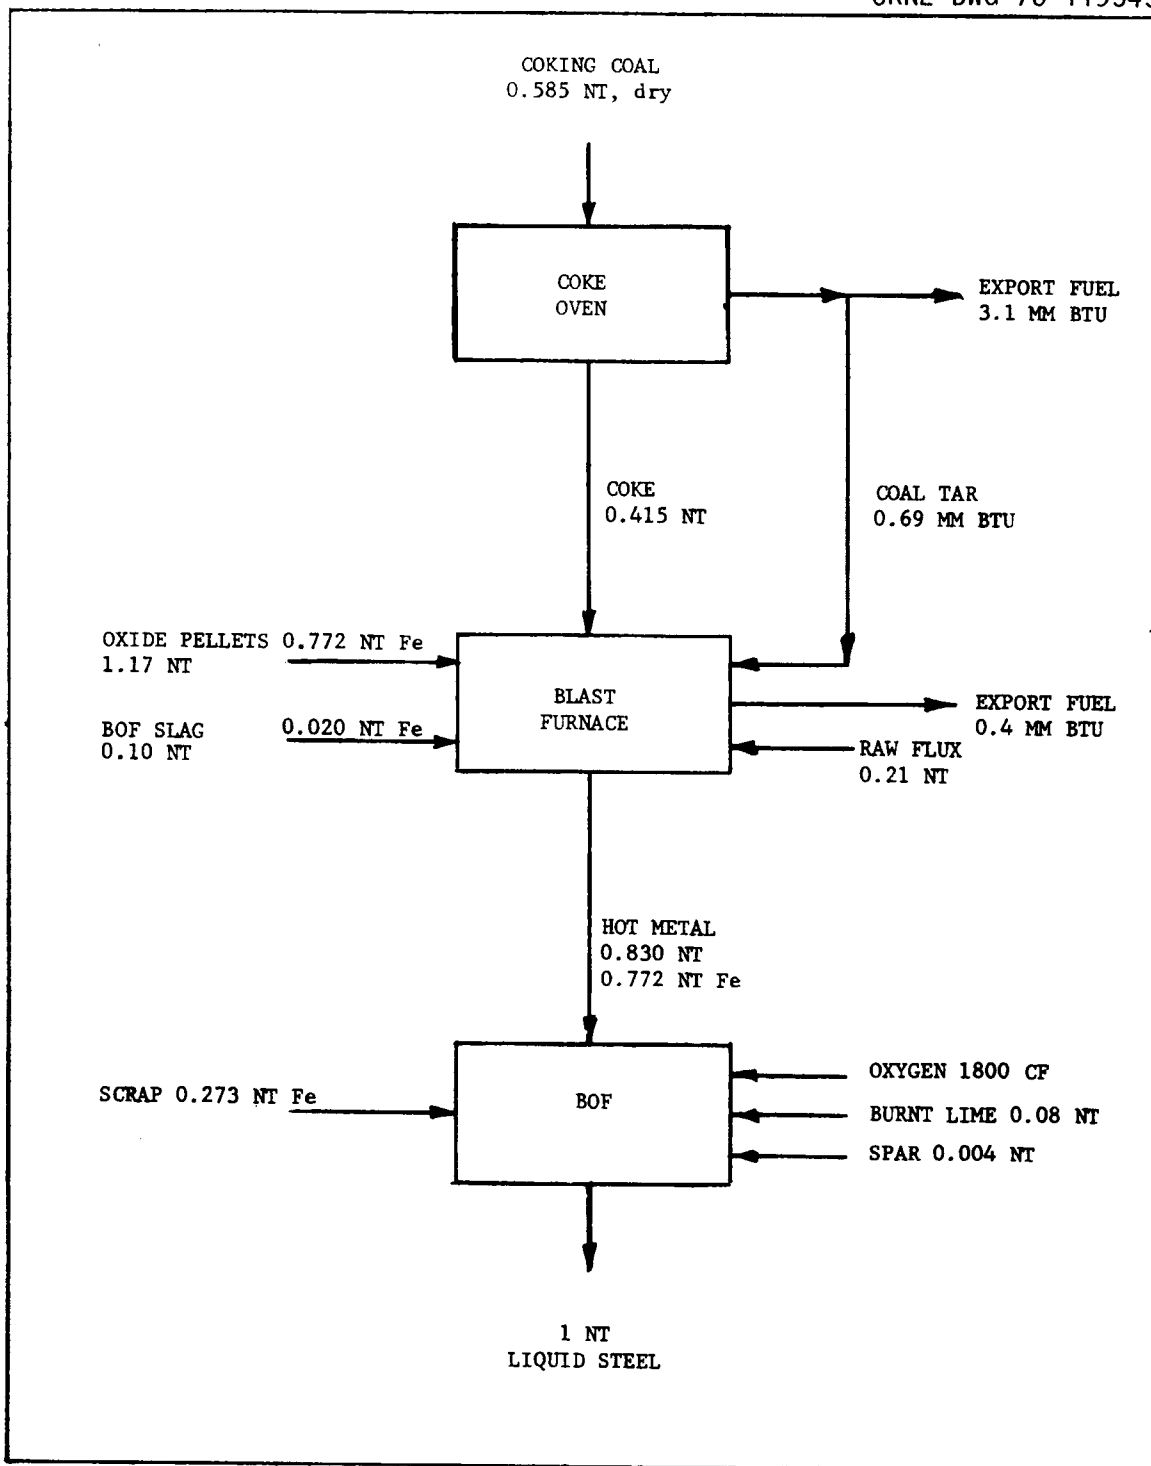 COKING COAL
0.585 NT, dry
COKE
OVEN
EXPORT FUEL
3.1 MM BTU
COKE
0.415 NT
COAL TAR
0.69 MM BTU
OXIDE PELLETS 0.772 NT Fe
1.17 NT
BLAST
FURNACE
BOF SLAG 0.020 NT Fe
0.10 NT
EXPORT FUEL
0.4 MM BTU
RAW FLUX
0.21 NT
HOT METAL
0.830 NT
0.772 NT Fe
SCRAP 0.273 NT Fe
BOF
OXYGEN 1800 CF
BURNT LIME 0.08 NT
SPAR 0.004 NT
1 NT
LIQUID STEEL